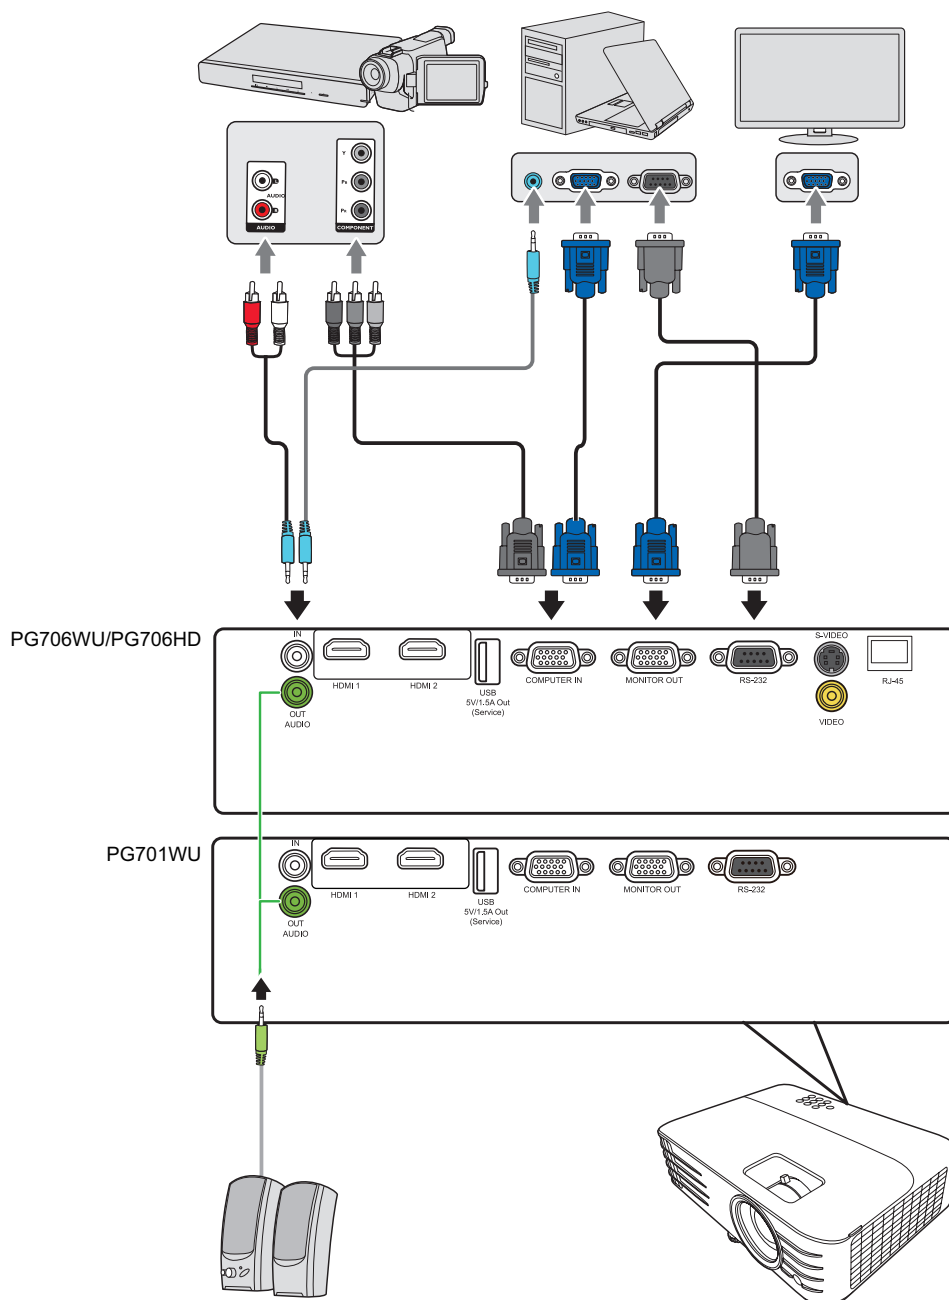 Y
PB
PR
AUDIO
AUDIO
COMPONENT
PG706WU/PG706HD
IN
OUT
AUDIO
HDMI 1
HDMI 2
USB
5V/1.5A Out
(Service)
COMPUTER IN
MONITOR OUT
RS-232
S-VIDEO
VIDEO
RJ-45
PG701WU
IN
OUT
AUDIO
HDMI 1
HDMI 2
USB
5V/1.5A Out
(Service)
COMPUTER IN
MONITOR OUT
RS-232